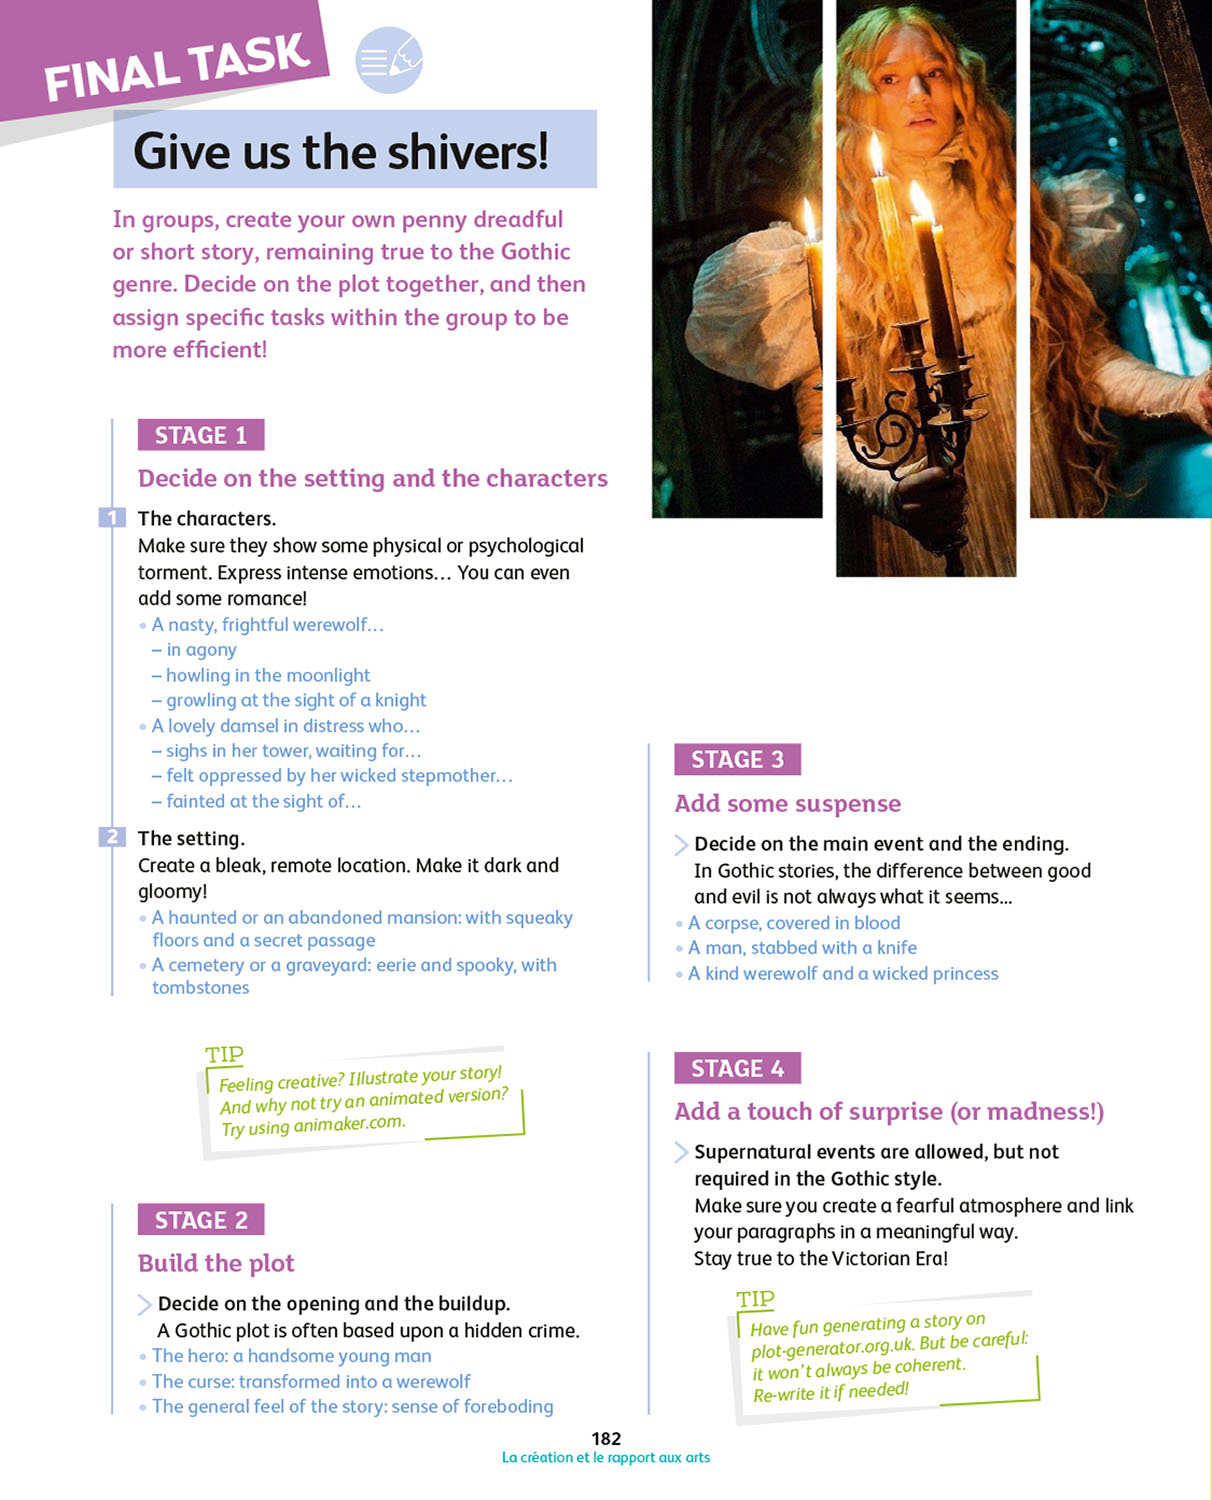 FINAL TASK
Give us the shivers!
In groups, create your own penny dreadful
or short story, remaining true to the Gothic
genre. Decide on the plot together, and then
assign specific tasks within the group to be
more efficient!
STAGE 1
Decide on the setting and the characters
1 The characters.
Make sure they show some physical or psychological
torment. Express intense emotions... You can even
add some romance!
• A nasty, frightful werewolf...
– in agony
– howling in the moonlight
– growling at the sight of a knight
• A lovely damsel in distress who...
– sighs in her tower, waiting for...
– felt oppressed by her wicked stepmother...
– fainted at the sight of...
2 The setting.
Create a bleak, remote location. Make it dark and
gloomy!
• A haunted or an abandoned mansion: with squeaky
floors and a secret passage
• A cemetery or a graveyard: eerie and spooky, with
tombstones
TIP
Feeling creative? Illustrate your story!
And why not try an animated version?
Try using animaker.com.
STAGE 2
Build the plot
Decide on the opening and the buildup.
A Gothic plot is often based upon a hidden crime.
• The hero: a handsome young man
• The curse: transformed into a werewolf
• The general feel of the story: sense of foreboding
STAGE 3
Add some suspense
Decide on the main event and the ending.
In Gothic stories, the difference between good
and evil is not always what it seems...
• A corpse, covered in blood
• A man, stabbed with a knife
• A kind werewolf and a wicked princess
STAGE 4
Add a touch of surprise (or madness!)
Supernatural events are allowed, but not
required in the Gothic style.
Make sure you create a fearful atmosphere and link
your paragraphs in a meaningful way.
Stay true to the Victorian Era!
TIP
Have fun generating a story on
plot-generator.org.uk. But be careful:
it won't always be coherent.
Re-write it if needed!
182
La création et le rapport aux arts